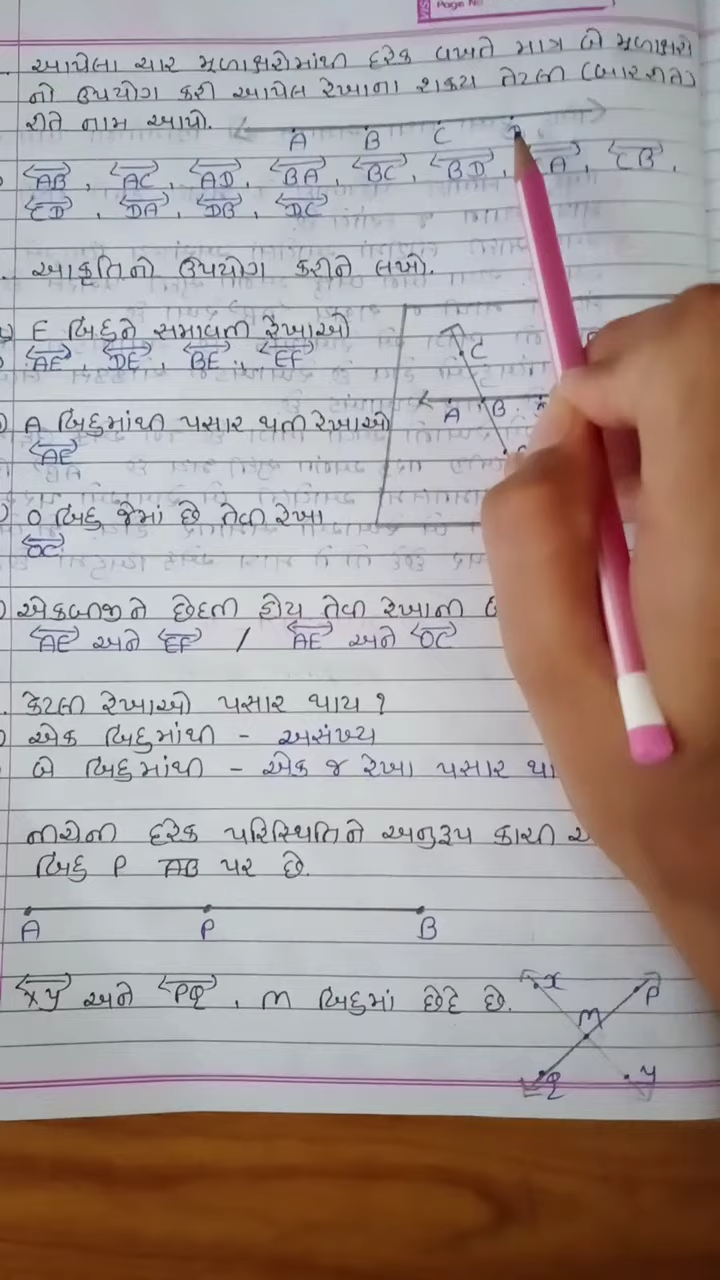 Page No
આપેલા ચાર મૂળાક્ષરોમાંથી દરેક વખતે માત્ર બે મૂળાક્ષરો
નો ઉપયોગ કરી આપેલ રેખાના શક્ય તેટલી (બાર રીતે)
રીતે નામ આપો.
A B C
AB, AC, AD, BA, BC, BD, CA, CB,
CD, DA, DB, DC
આકૃતિનો ઉપયોગ કરીને લખો.
E બિંદુને સમાવતી રેખાઓ
AE, DE, BE, EF
C
A બિંદુમાંથી પસાર થતી રેખાઓ
A B
AE
O બિંદુ જેમાં છે તેવી રેખા
OC
એકબીજીને છેદતી હોય તેવી રેખાની
AE અને EF / AE અને OC
કેટલી રેખાઓ પસાર થાય ?
એક બિંદુમાંથી - અસંખ્ય
બે બિંદુમાંથી - એક જ રેખા પસાર
નીચેની દરેક પરિસ્થિતિને અનુરૂપ કાચી
બિંદુ P AB પર છે.
A P B
XY અને PQ, M બિંદુમાં છેદે છે.
X P
M
Q Y